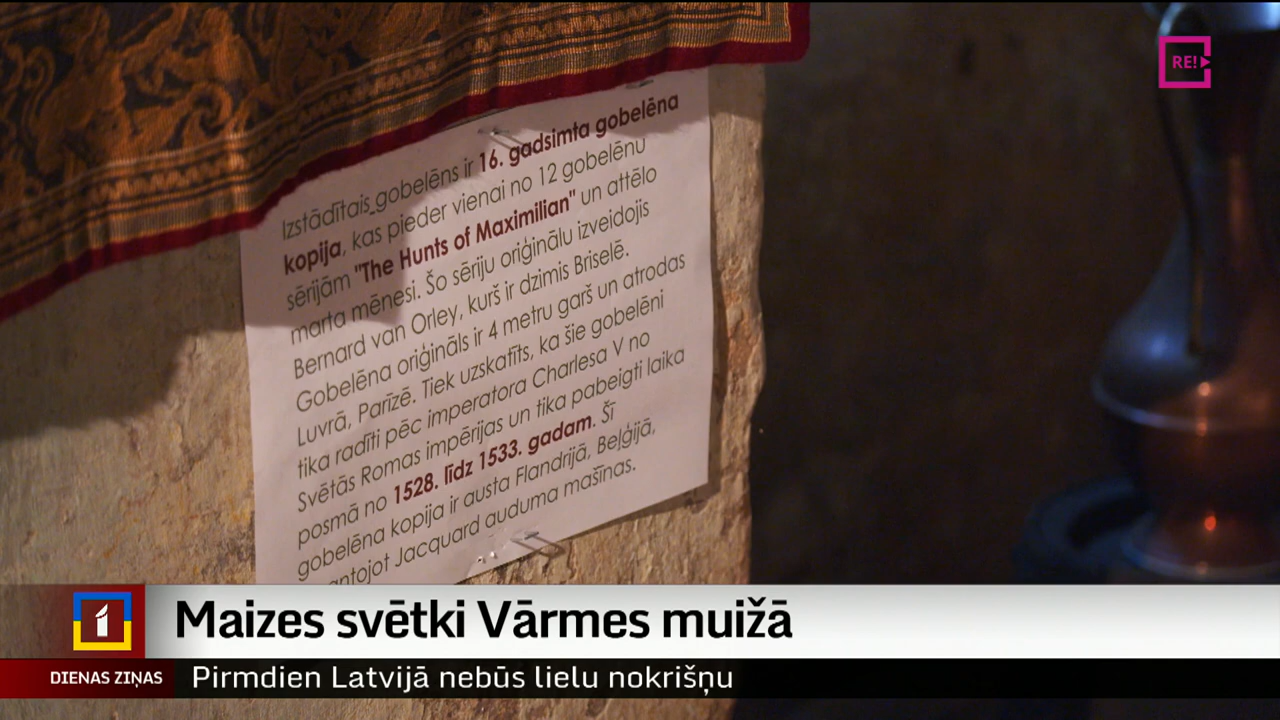 RE!
Izstādītais gobelēns ir 16. gadsimta gobelēna
kopija, kas pieder vienai no 12 gobelēnu
sērijām "The Hunts of Maximilian" un attēlo
marta mēnesi. Šo sēriju oriģinālu izveidojis
Bernard van Orley, kurš ir dzimis Briselē.
Gobelēna oriģināls ir 4 metru garš un atrodas
Luvrā, Parīzē. Tiek uzskatīts, ka šie gobelēni
tika radīti pēc imperatora Charlesa V no
Svētās Romas impērijas un tika pabeigti laika
posmā no 1528. līdz 1533. gadam. Šī
gobelēna kopija ir austa Flandrijā, Beļģijā,
antojot Jacquard auduma mašīnas.
1 Maizes svētki Vārmes muižā
DIENAS ZIŅAS Pirmdien Latvijā nebūs lielu nokrišņu